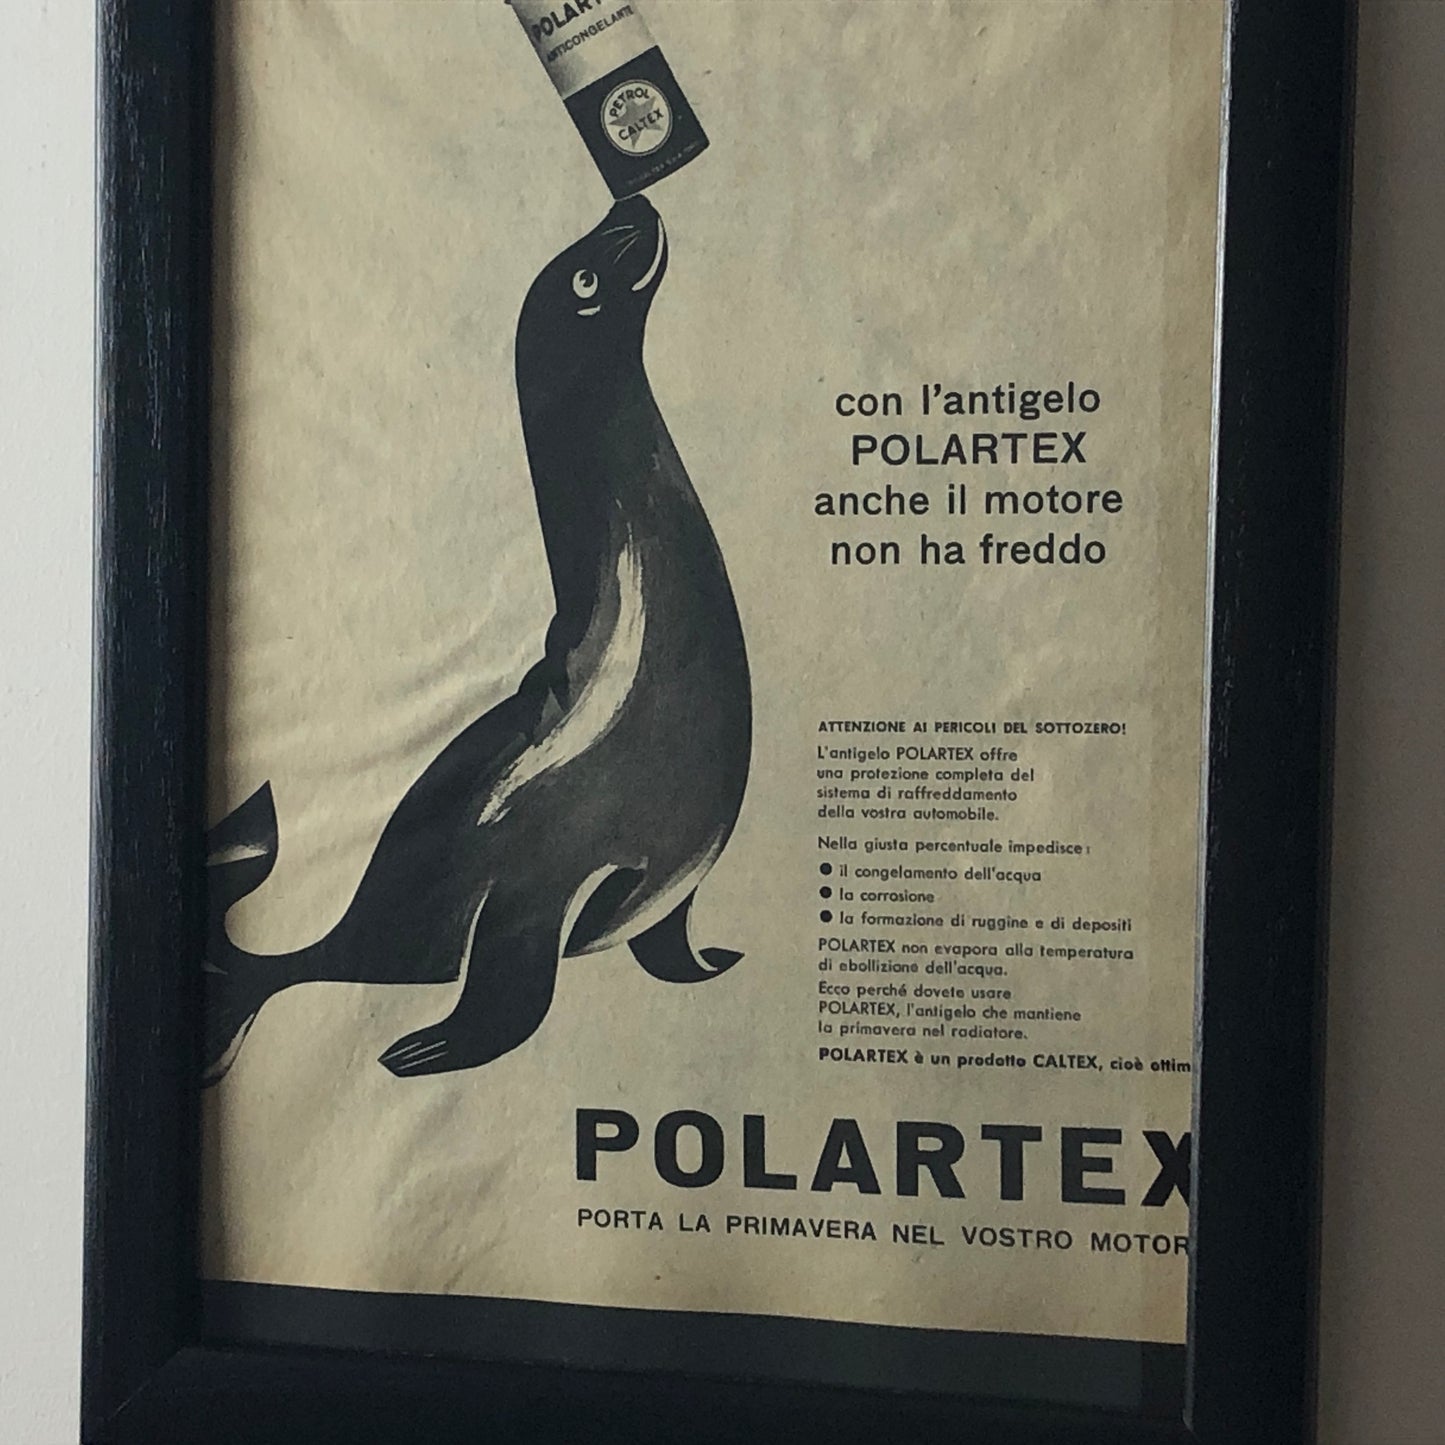 POLART
ANTICONGELANTE
PETROL
CALTEX
con l'antigelo
POLARTEX
anche il motore
non ha freddo
ATTENZIONE AI PERICOLI DEL SOTTOZERO!
L'antigelo POLARTEX offre
una protezione completa del
sistema di raffreddamento
della vostra automobile.
Nella giusta percentuale impedisce:
● il congelamento dell'acqua
● la corrosione
● la formazione di ruggine e di depositi
POLARTEX non evapora alla temperatura
di ebollizione dell'acqua.
Ecco perché dovete usare
POLARTEX, l'antigelo che mantiene
la primavera nel radiatore.
POLARTEX è un prodotto CALTEX, cioè ottim
POLARTEX
PORTA LA PRIMAVERA NEL VOSTRO MOTOR